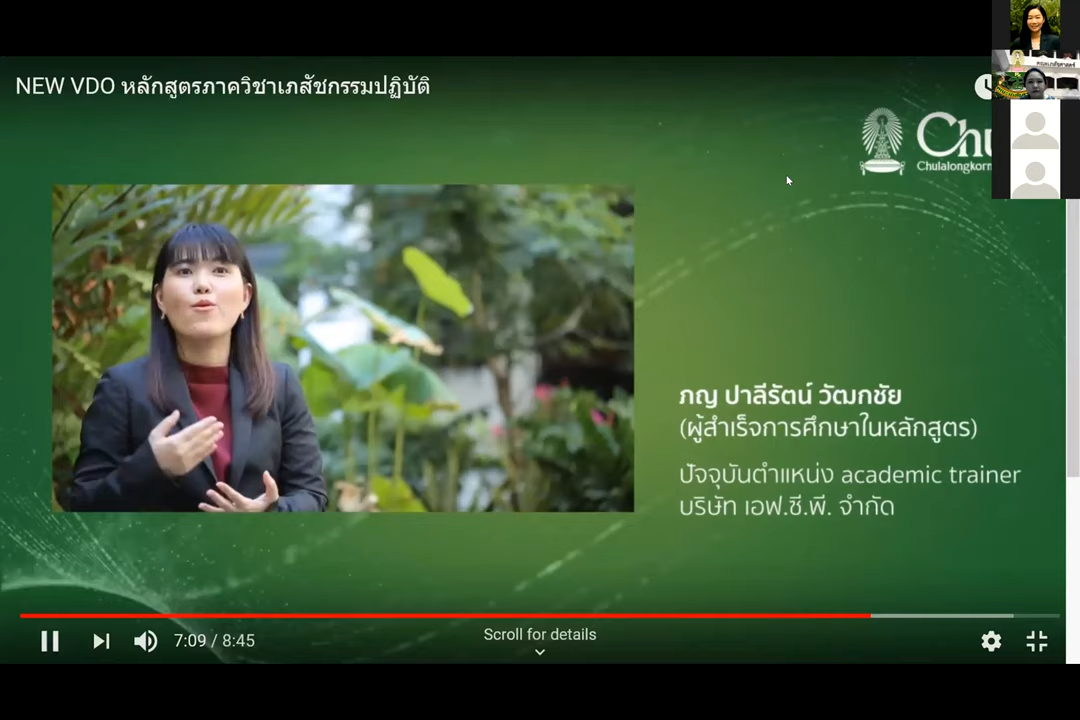 NEW VDO หลักสูตรภาควิชาเภสัชกรรมปฏิบัติ
Chu
Chulalongkorn
ภญ ปาลีรัตน์ วัฒกชัย
(ผู้สำเร็จการศึกษาในหลักสูตร)
ปัจจุบันตำแหน่ง academic trainer
บริษัท เอฟ.ซี.พี. จำกัด
7:09 / 8:45
Scroll for details